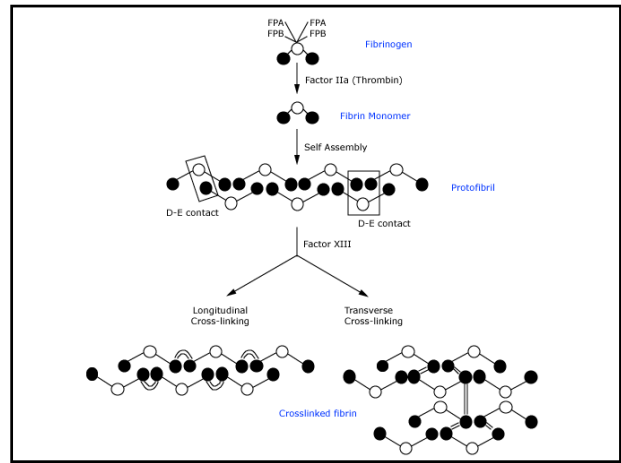 FPA FPA
FPB FPB
Fibrinogen
Factor IIa (Thrombin)
Fibrin Monomer
Self Assembly
Protofibril
D-E contact
D-E contact
Factor XIII
Longitudinal
Cross-linking
Transverse
Cross-linking
Crosslinked fibrin